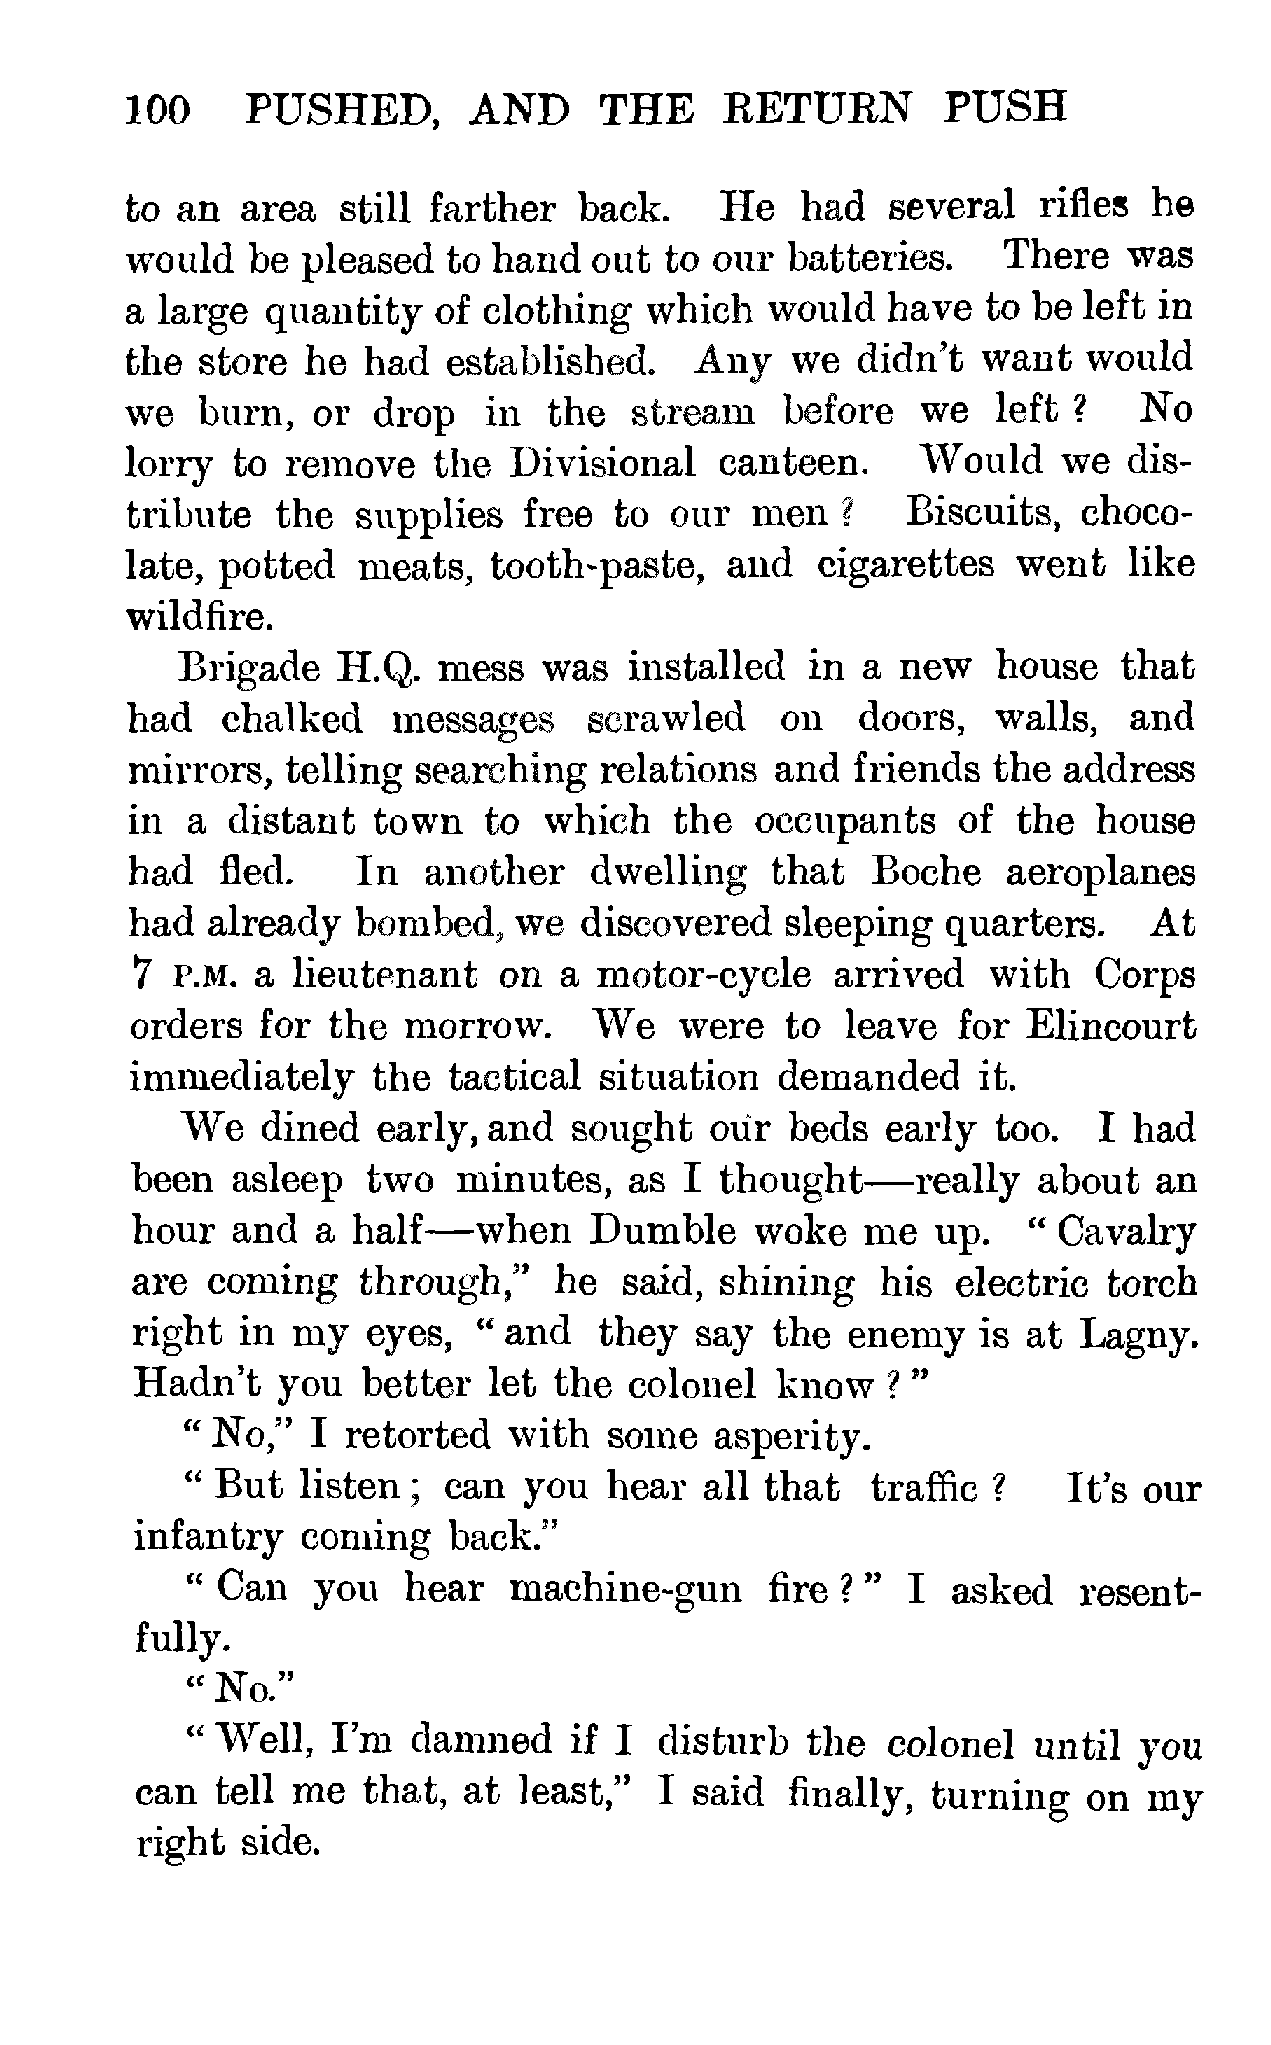 100 PUSHED, AND THE RETURN PUSH
to an area still farther back. He had several rifles he
would be pleased to hand out to our batteries. There was
a large quantity of clothing which would have to be left in
the store he had established. Any we didn't want would
we burn, or drop in the stream before we left ? No
lorry to remove the Divisional canteen. Would we dis-
tribute the supplies free to our men ? Biscuits, choco-
late, potted meats, tooth-paste, and cigarettes went like
wildfire.
Brigade H.Q. mess was installed in a new house that
had chalked messages scrawled on doors, walls, and
mirrors, telling searching relations and friends the address
in a distant town to which the occupants of the house
had fled. In another dwelling that Boche aeroplanes
had already bombed, we discovered sleeping quarters. At
7 P.M. a lieutenant on a motor-cycle arrived with Corps
orders for the morrow. We were to leave for Elincourt
immediately the tactical situation demanded it.
We dined early, and sought our beds early too. I had
been asleep two minutes, as I thought—really about an
hour and a half—when Dumble woke me up. “ Cavalry
are coming through,” he said, shining his electric torch
right in my eyes, “ and they say the enemy is at Lagny.
Hadn't you better let the colonel know ? ”
“ No,” I retorted with some asperity.
“ But listen ; can you hear all that traffic ? It's our
infantry coming back.”
“ Can you hear machine-gun fire ? ” I asked resent-
fully.
“ No.”
“ Well, I'm damned if I disturb the colonel until you
can tell me that, at least,” I said finally, turning on my
right side.